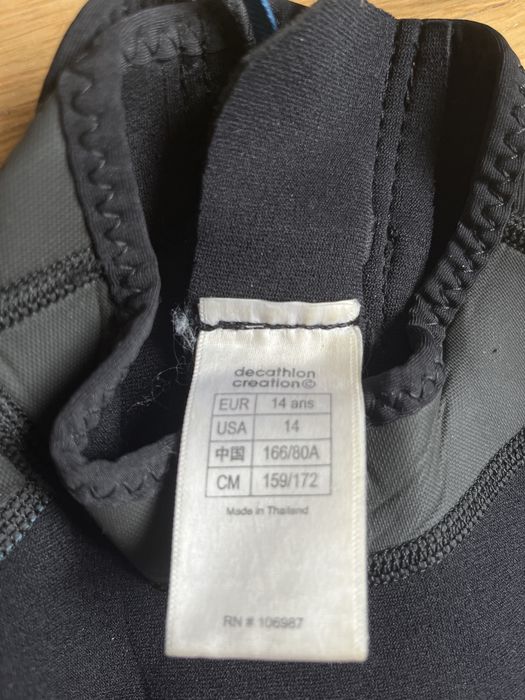 decathlon
creation©
EUR 14 ans
USA 14
中国 166/80A
CM 159/172
Made in Thailand
RN # 106987